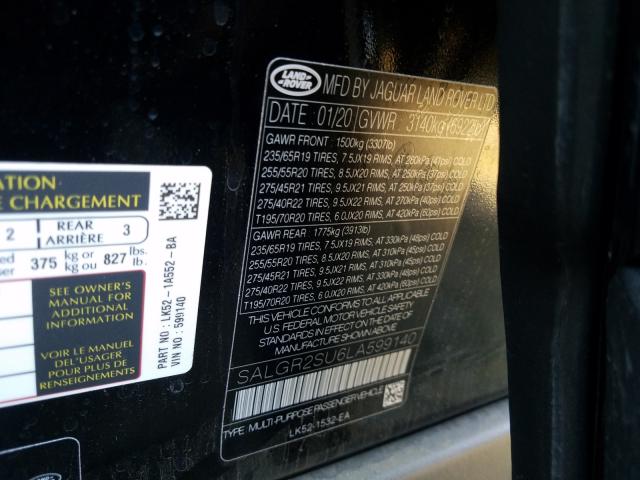 ATION
E CHARGEMENT
2 REAR ARRIÈRE 3
375 kg or kg ou 827 lbs. lb.
SEE OWNER'S
MANUAL FOR
ADDITIONAL
INFORMATION
VOIR LE MANUEL
DE L'USAGER
POUR PLUS DE
RENSEIGNEMENTS
PART NO : LK52-1A552-BA
VIN NO : 599140
LAND ROVER
MFD BY JAGUAR LAND ROVER LTD
DATE 01/20 GVWR 3140kg (6922lb)
GAWR FRONT : 1500kg (3307lb)
235/65R19 TIRES, 7.5JX19 RIMS, AT 280kPa (41psi) COLD
255/55R20 TIRES, 8.5JX20 RIMS, AT 250kPa (37psi) COLD
275/45R21 TIRES, 9.5JX21 RIMS, AT 250kPa (37psi) COLD
275/40R22 TIRES, 9.5JX22 RIMS, AT 270kPa (40psi) COLD
T195/70R20 TIRES, 6.0JX20 RIMS, AT 420kPa (60psi) COLD
GAWR REAR : 1775kg (3913lb)
235/65R19 TIRES, 7.5JX19 RIMS, AT 330kPa (48psi) COLD
255/55R20 TIRES, 8.5JX20 RIMS, AT 310kPa (45psi) COLD
275/45R21 TIRES, 9.5JX21 RIMS, AT 310kPa (45psi) COLD
275/40R22 TIRES, 9.5JX22 RIMS, AT 330kPa (48psi) COLD
T195/70R20 TIRES, 6.0JX20 RIMS, AT 420kPa (60psi) COLD
THIS VEHICLE CONFORMS TO ALL APPLICABLE
U.S. FEDERAL MOTOR VEHICLE SAFETY
STANDARDS IN EFFECT ON THE DATE OF
MANUFACTURE SHOWN ABOVE
SALGR2SU6LA599140
TYPE: MULTI-PURPOSE PASSENGER VEHICLE
LK52-1532-EA